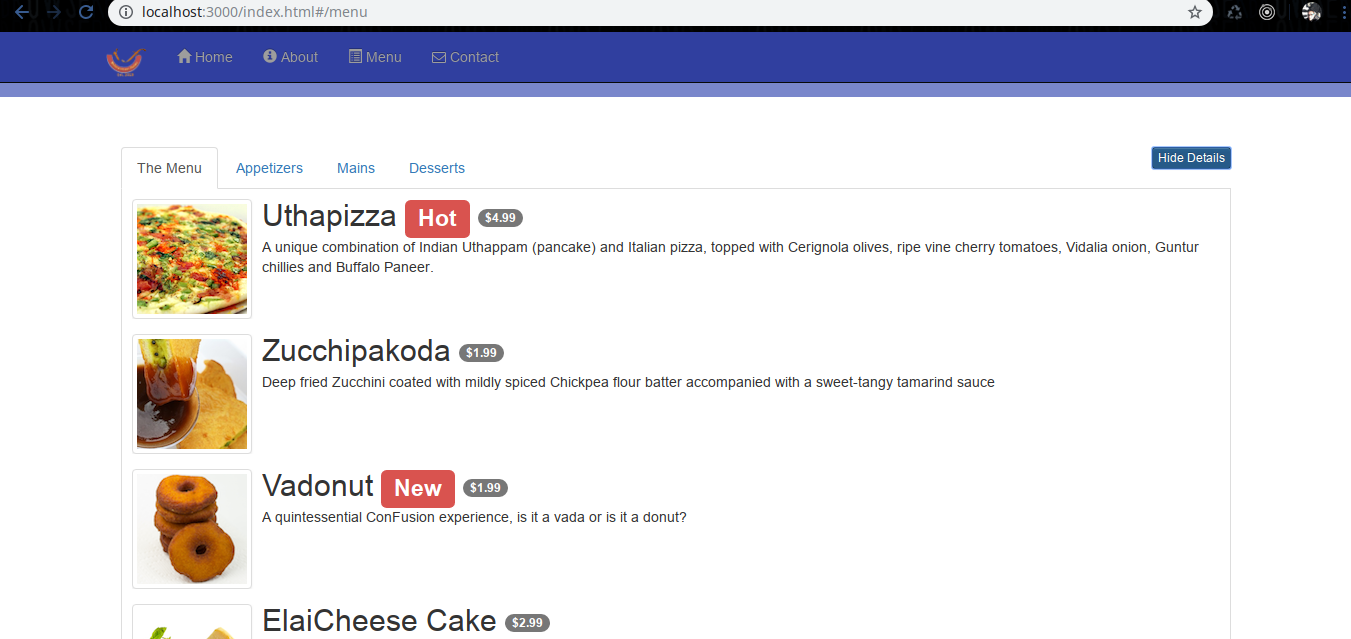 localhost:3000/index.html#/menu
Home About Menu Contact
The Menu Appetizers Mains Desserts Hide Details
Uthapizza Hot $4.99
A unique combination of Indian Uthappam (pancake) and Italian pizza, topped with Cerignola olives, ripe vine cherry tomatoes, Vidalia onion, Guntur
chillies and Buffalo Paneer.
Zucchipakoda $1.99
Deep fried Zucchini coated with mildly spiced Chickpea flour batter accompanied with a sweet-tangy tamarind sauce
Vadonut New $1.99
A quintessential ConFusion experience, is it a vada or is it a donut?
ElaiCheese Cake $2.99